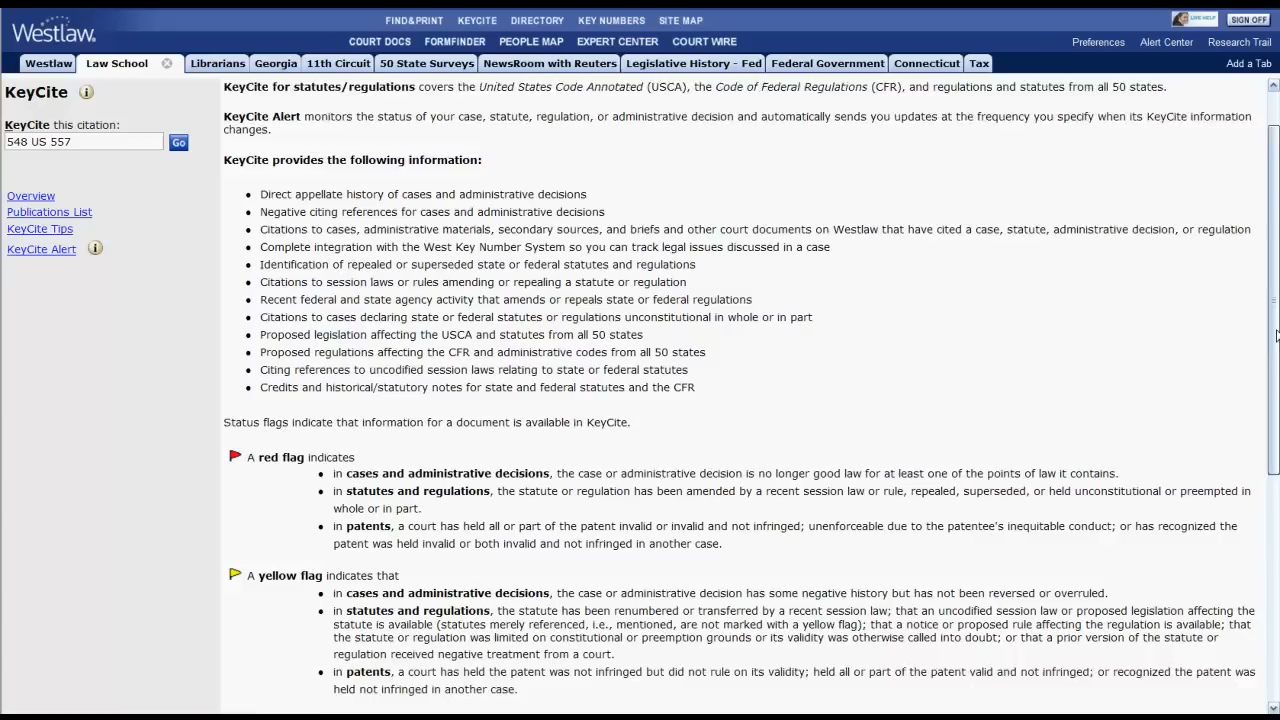 Westlaw.
FIND&PRINT KEYCITE DIRECTORY KEY NUMBERS SITE MAP
LIVE HELP SIGN OFF
COURT DOCS FORMFINDER PEOPLE MAP EXPERT CENTER COURT WIRE
Preferences Alert Center Research Trail
Westlaw Law School Librarians Georgia 11th Circuit 50 State Surveys NewsRoom with Reuters Legislative History - Fed Federal Government Connecticut Tax Add a Tab
KeyCite
KeyCite this citation:
548 US 557 Go
Overview
Publications List
KeyCite Tips
KeyCite Alert
KeyCite for statutes/regulations covers the United States Code Annotated (USCA), the Code of Federal Regulations (CFR), and regulations and statutes from all 50 states.
KeyCite Alert monitors the status of your case, statute, regulation, or administrative decision and automatically sends you updates at the frequency you specify when its KeyCite information
changes.
KeyCite provides the following information:
• Direct appellate history of cases and administrative decisions
• Negative citing references for cases and administrative decisions
• Citations to cases, administrative materials, secondary sources, and briefs and other court documents on Westlaw that have cited a case, statute, administrative decision, or regulation
• Complete integration with the West Key Number System so you can track legal issues discussed in a case
• Identification of repealed or superseded state or federal statutes and regulations
• Citations to session laws or rules amending or repealing a statute or regulation
• Recent federal and state agency activity that amends or repeals state or federal regulations
• Citations to cases declaring state or federal statutes or regulations unconstitutional in whole or in part
• Proposed legislation affecting the USCA and statutes from all 50 states
• Proposed regulations affecting the CFR and administrative codes from all 50 states
• Citing references to uncodified session laws relating to state or federal statutes
• Credits and historical/statutory notes for state and federal statutes and the CFR
Status flags indicate that information for a document is available in KeyCite.
A red flag indicates
• in cases and administrative decisions, the case or administrative decision is no longer good law for at least one of the points of law it contains.
• in statutes and regulations, the statute or regulation has been amended by a recent session law or rule, repealed, superseded, or held unconstitutional or preempted in
whole or in part.
• in patents, a court has held all or part of the patent invalid or invalid and not infringed; unenforceable due to the patentee's inequitable conduct; or has recognized the
patent was held invalid or both invalid and not infringed in another case.
A yellow flag indicates that
• in cases and administrative decisions, the case or administrative decision has some negative history but has not been reversed or overruled.
• in statutes and regulations, the statute has been renumbered or transferred by a recent session law; that an uncodified session law or proposed legislation affecting the
statute is available (statutes merely referenced, i.e., mentioned, are not marked with a yellow flag); that a notice or proposed rule affecting the regulation is available; that
the statute or regulation was limited on constitutional or preemption grounds or its validity was otherwise called into doubt; or that a prior version of the statute or
regulation received negative treatment from a court.
• in patents, a court has held the patent was not infringed but did not rule on its validity; held all or part of the patent valid and not infringed; or recognized the patent was
held not infringed in another case.